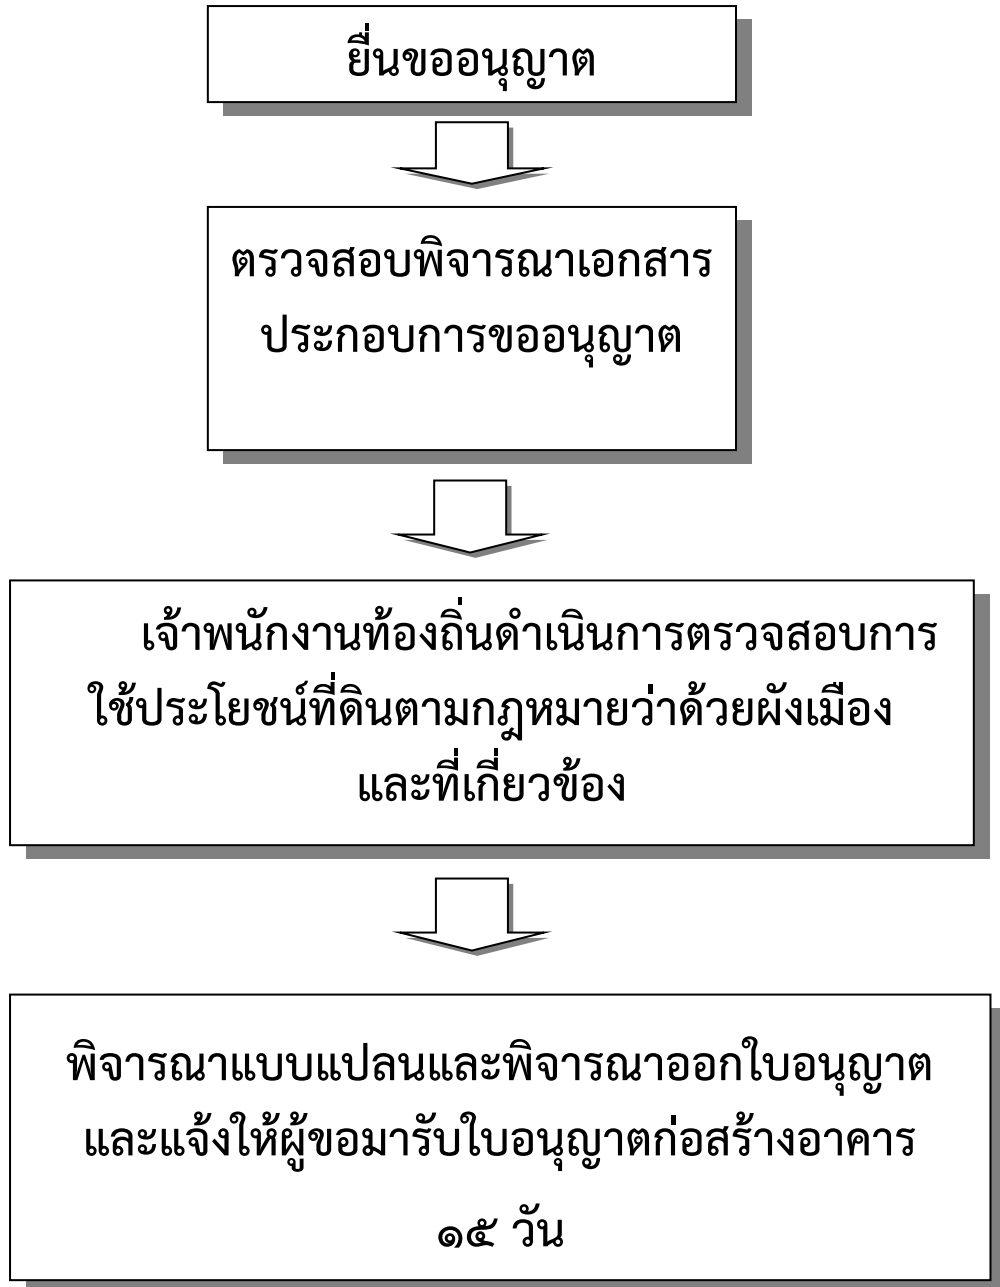 ยื่นขออนุญาต
ตรวจสอบพิจารณาเอกสาร
ประกอบการขออนุญาต
เจ้าพนักงานท้องถิ่นดำเนินการตรวจสอบการ
ใช้ประโยชน์ที่ดินตามกฎหมายว่าด้วยผังเมือง
และที่เกี่ยวข้อง
พิจารณาแบบแปลนและพิจารณาออกใบอนุญาต
และแจ้งให้ผู้ขอมารับใบอนุญาตก่อสร้างอาคาร
๑๕ วัน